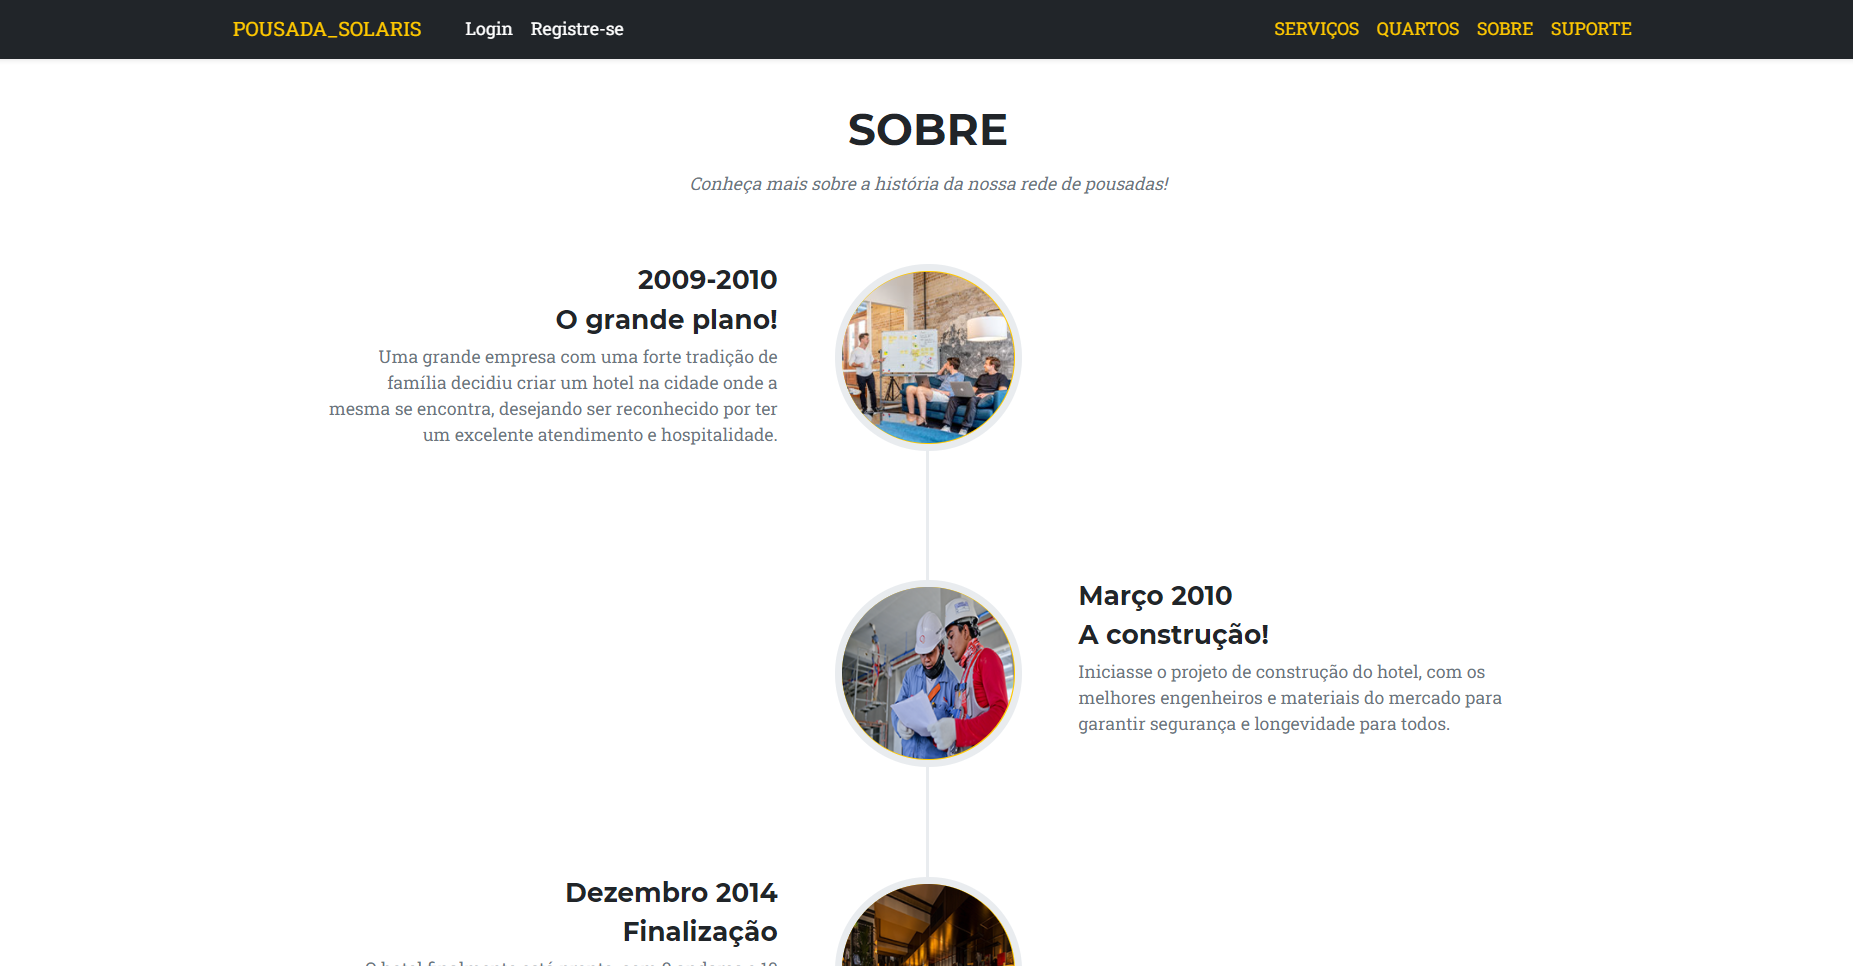 POUSADA_SOLARIS Login Registre-se SERVIÇOS QUARTOS SOBRE SUPORTE
SOBRE
Conheça mais sobre a história da nossa rede de pousadas!
2009-2010
O grande plano!
Uma grande empresa com uma forte tradição de
família decidiu criar um hotel na cidade onde a
mesma se encontra, desejando ser reconhecido por ter
um excelente atendimento e hospitalidade.
Março 2010
A construção!
Iniciasse o projeto de construção do hotel, com os
melhores engenheiros e materiais do mercado para
garantir segurança e longevidade para todos.
Dezembro 2014
Finalização